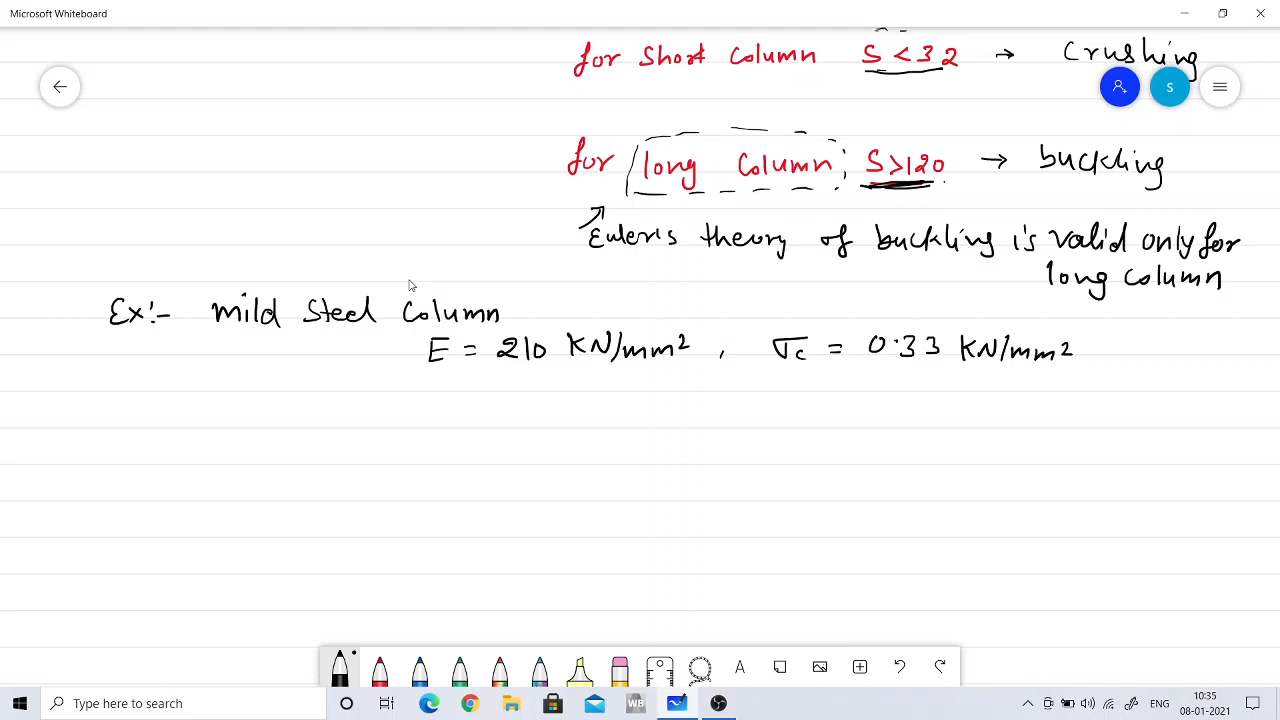 Microsoft Whiteboard
for Short Column S < 32 → Crushing
S
for long Column, S>120 → buckling
Euler's theory of buckling is valid only for
long column
Ex:- mild Steel Column
E = 210 KN/mm² , σc = 0.33 KN/mm²
A
Type here to search
WB
ENG
10:35
08-01-2021